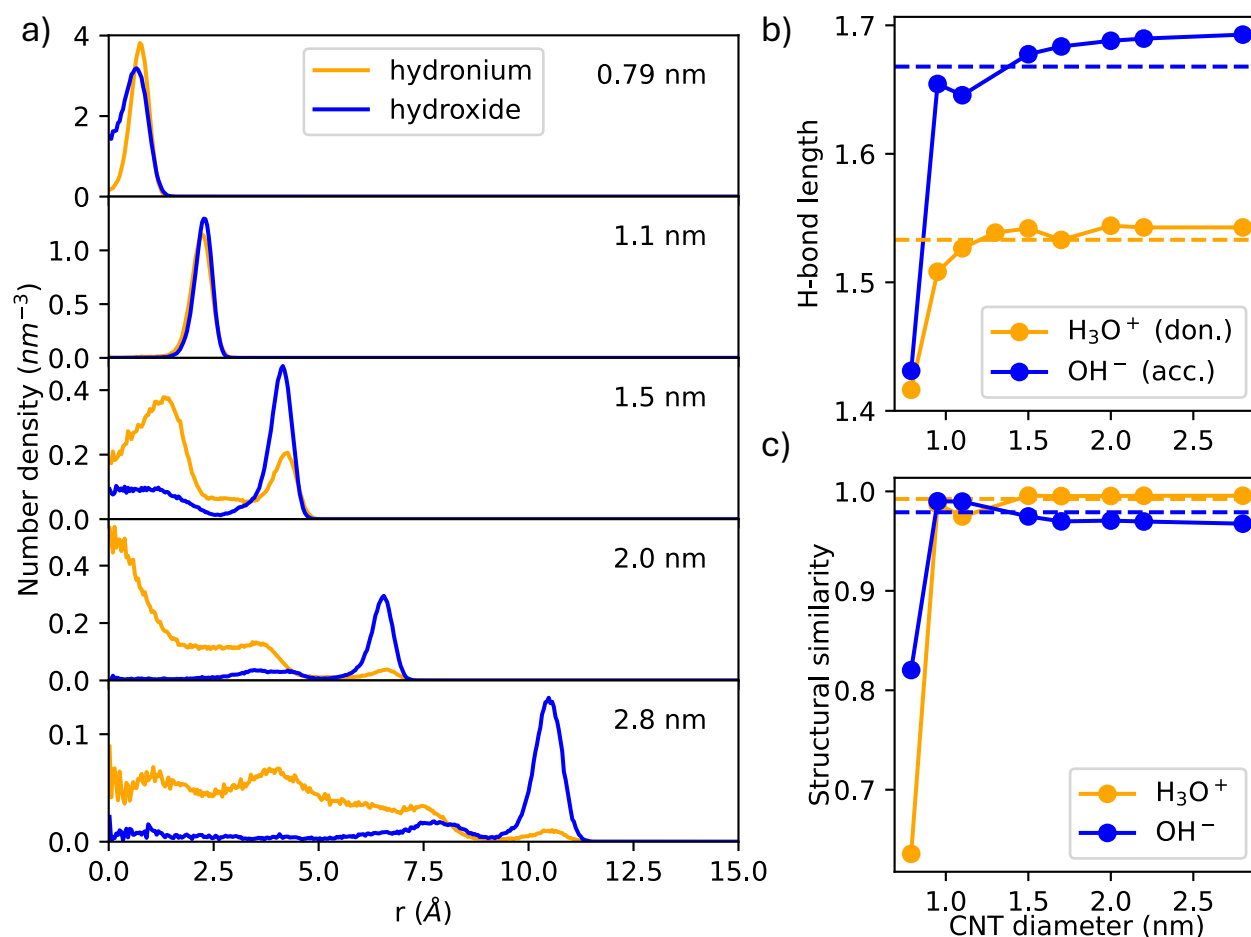 a)
Number density (nm⁻³)
4
2
0
hydronium
hydroxide
0.79 nm
1.0
0.5
0.0
1.1 nm
0.4
0.2
0.0
1.5 nm
0.4
0.2
0.0
2.0 nm
0.1
0.0
2.8 nm
0.0 2.5 5.0 7.5 10.0 12.5 15.0
r (Å)
b)
H-bond length
1.7
1.6
1.5
1.4
H₃O⁺ (don.)
OH⁻ (acc.)
1.0 1.5 2.0 2.5
c)
Structural similarity
1.0
0.9
0.8
0.7
H₃O⁺
OH⁻
1.0 1.5 2.0 2.5
CNT diameter (nm)